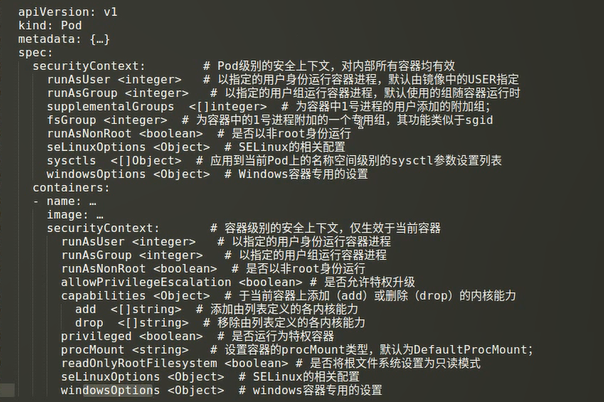 apiVersion: v1
kind: Pod
metadata: {…}
spec:
  securityContext:        # Pod级别的安全上下文，对内部所有容器均有效
    runAsUser <integer>   # 以指定的用户身份运行容器进程，默认由镜像中的USER指定
    runAsGroup <integer>   # 以指定的用户组运行容器进程，默认使用的组随容器运行时
    supplementalGroups  <[]integer>  # 为容器中1号进程的用户添加的附加组；
    fsGroup <integer>  # 为容器中的1号进程附加的一个专用组，其功能类似于sgid
    runAsNonRoot <boolean>  # 是否以非root身份运行
    seLinuxOptions <Object>  # SELinux的相关配置
    sysctls  <[]Object>  # 应用到当前Pod上的名称空间级别的sysctl参数设置列表
    windowsOptions <Object>  # Windows容器专用的设置
  containers:
  - name: …
    image: …
    securityContext:       # 容器级别的安全上下文，仅生效于当前容器
      runAsUser <integer>   # 以指定的用户身份运行容器进程
      runAsGroup <integer>   # 以指定的用户组运行容器进程
      runAsNonRoot <boolean>  # 是否以非root身份运行
      allowPrivilegeEscalation <boolean> # 是否允许特权升级
      capabilities <Object>  # 于当前容器上添加（add）或删除（drop）的内核能力
        add  <[]string>  # 添加由列表定义的各内核能力
        drop  <[]string>  # 移除由列表定义的各内核能力
      privileged <boolean>  # 是否运行为特权容器
      procMount <string>   # 设置容器的procMount类型，默认为DefaultProcMount；
      readOnlyRootFilesystem <boolean> # 是否将根文件系统设置为只读模式
      seLinuxOptions <Object>  # SELinux的相关配置
      windowsOptions <Object>  # windows容器专用的设置